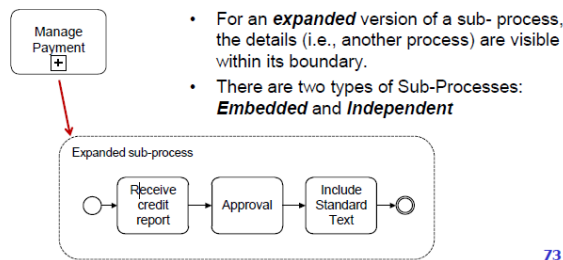 Manage
Payment
+
• For an expanded version of a sub- process,
the details (i.e., another process) are visible
within its boundary.
• There are two types of Sub-Processes:
Embedded and Independent
Expanded sub-process
Receive
credit
report
Approval
Include
Standard
Text
73